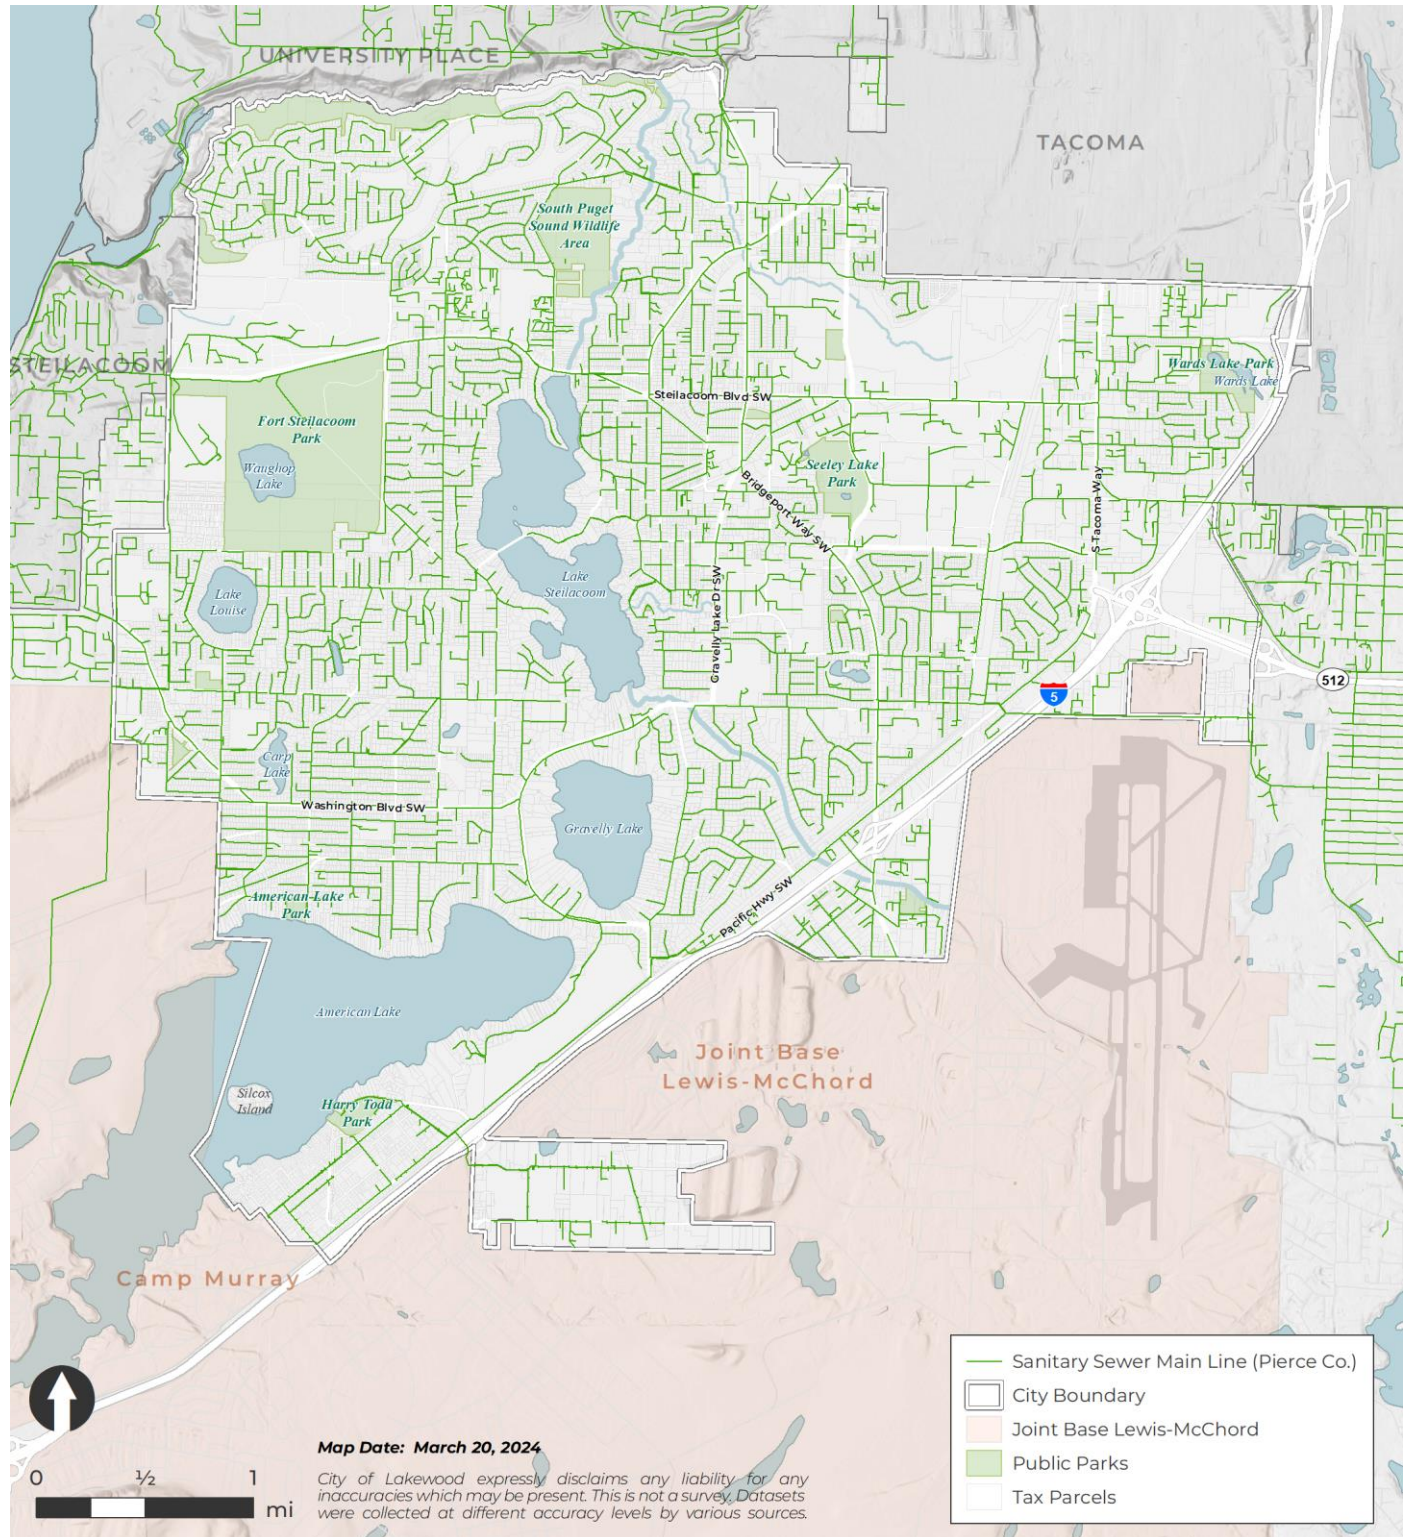 UNIVERSITY PLACE
TACOMA
South Puget
Sound Wildlife
Area
STEILACOOM
Wards Lake Park
Wards Lake
Steilacoom Blvd SW
Fort Steilacoom
Park
Waughop
Lake
Seeley Lake
Park
Bridgeport Way SW
S Tacoma Way
Lake
Steilacoom
Lake
Louise
Gravelly Lake Dr SW
512
5
Carp
Lake
Washington Blvd SW
Gravelly Lake
American Lake
Park
Pacific Hwy SW
American Lake
Joint Base
Lewis-McChord
Silcox
Island
Harry Todd
Park
Camp Murray
Sanitary Sewer Main Line (Pierce Co.)
City Boundary
Joint Base Lewis-McChord
Public Parks
Tax Parcels
Map Date: March 20, 2024
City of Lakewood expressly disclaims any liability for any
inaccuracies which may be present. This is not a survey. Datasets
were collected at different accuracy levels by various sources.
0 ½ 1
mi